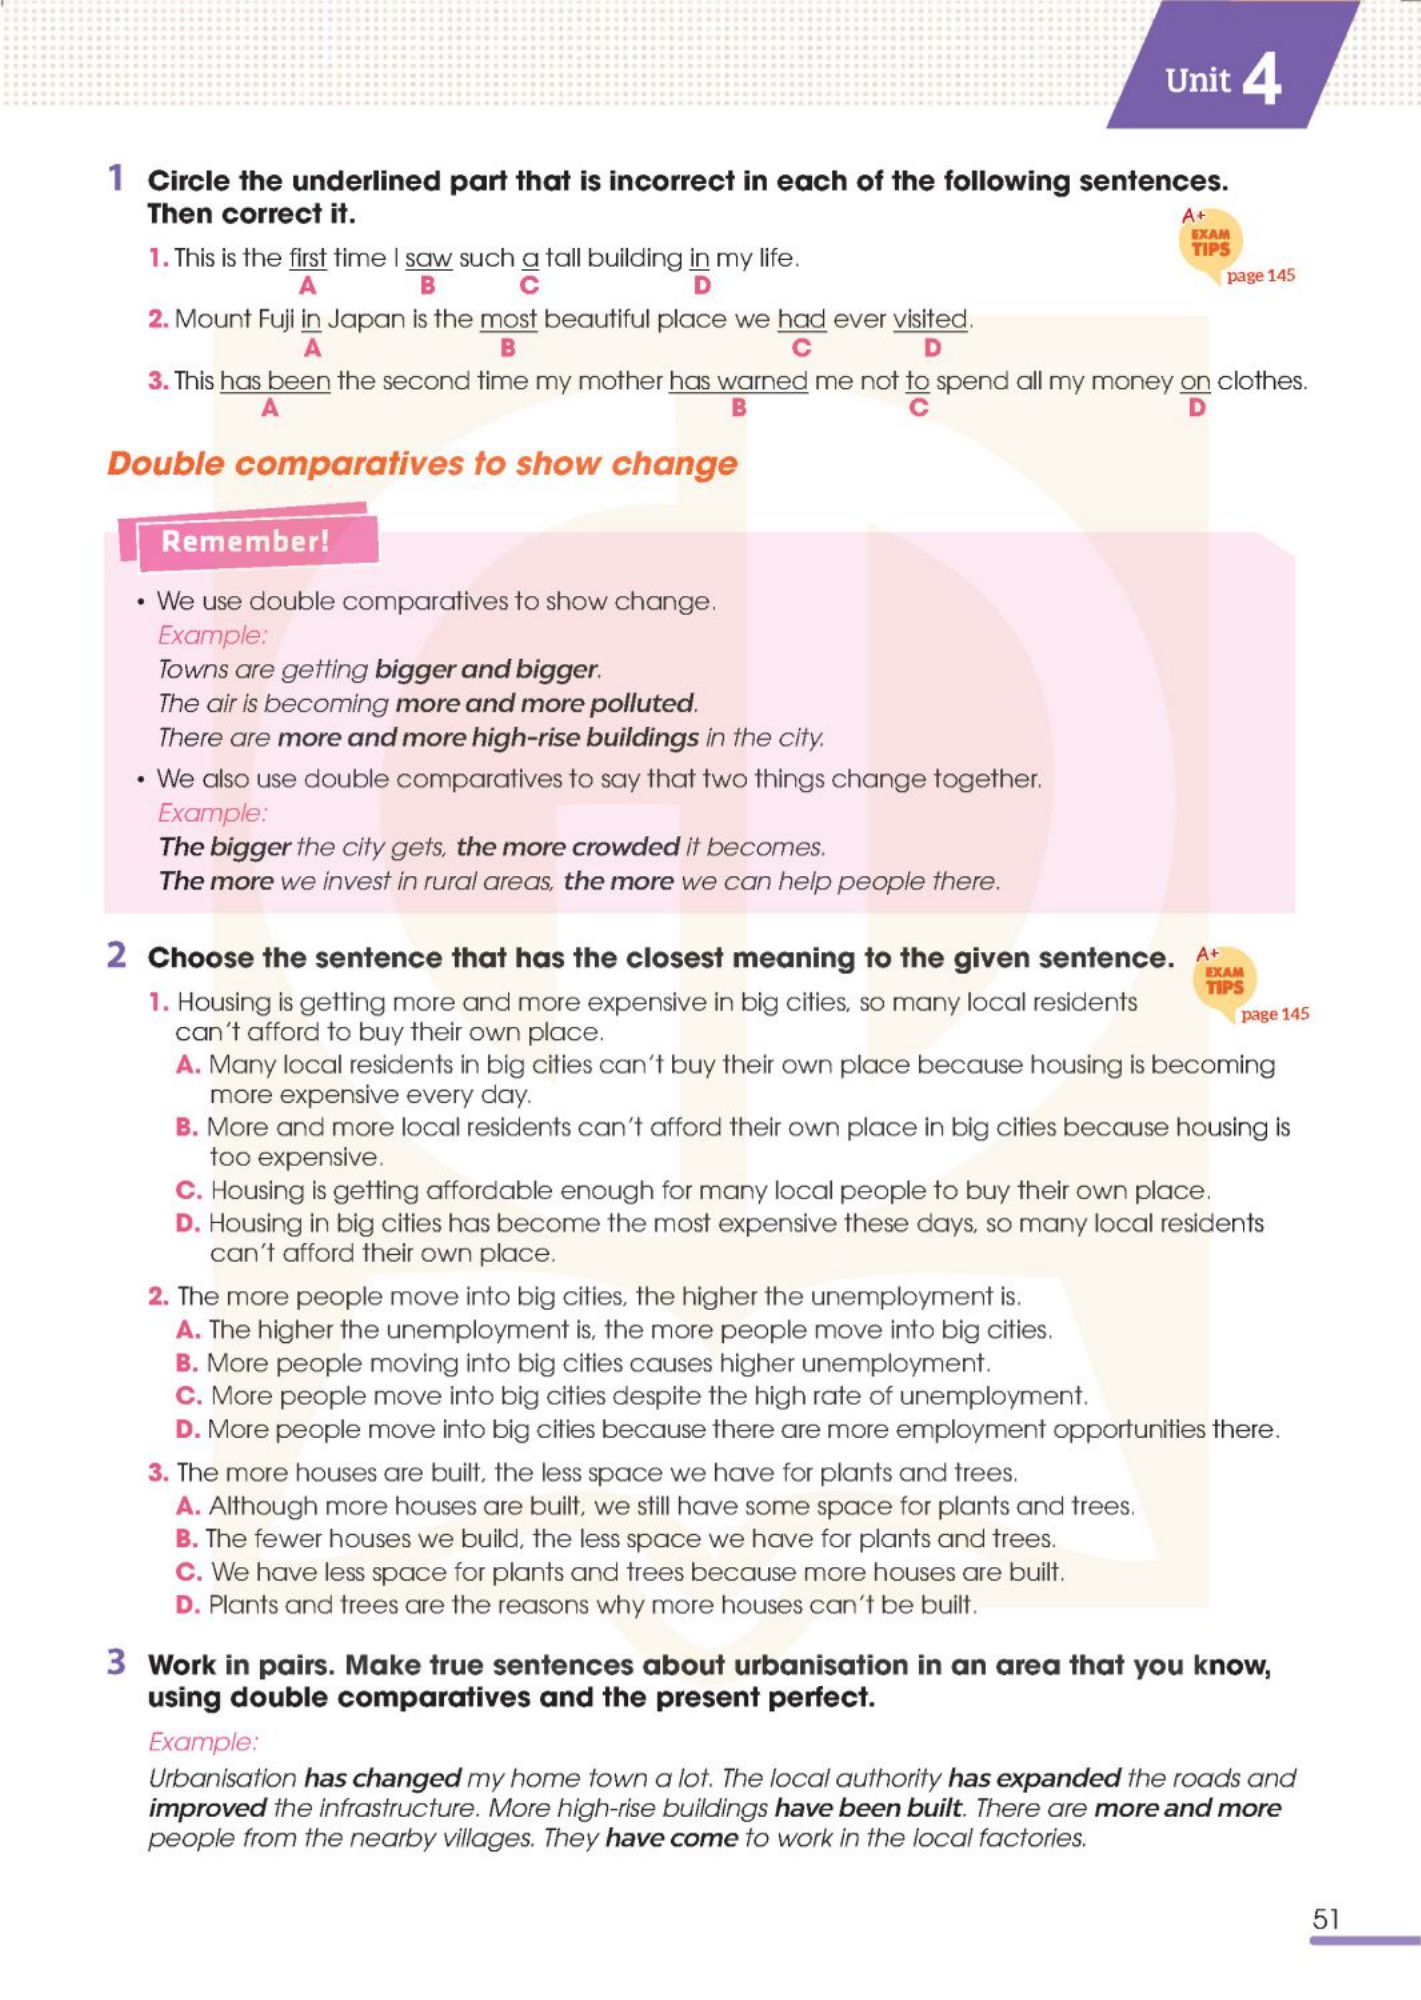 Unit 4
1 Circle the underlined part that is incorrect in each of the following sentences.
Then correct it.
A+
EXAM
TIPS
page 145
1. This is the first time I saw such a tall building in my life.
A B C D
2. Mount Fuji in Japan is the most beautiful place we had ever visited.
A B C D
3. This has been the second time my mother has warned me not to spend all my money on clothes.
A B C D
Double comparatives to show change
Remember!
• We use double comparatives to show change.
Example:
Towns are getting bigger and bigger.
The air is becoming more and more polluted.
There are more and more high-rise buildings in the city.
• We also use double comparatives to say that two things change together.
Example:
The bigger the city gets, the more crowded it becomes.
The more we invest in rural areas, the more we can help people there.
2 Choose the sentence that has the closest meaning to the given sentence.
A+
EXAM
TIPS
page 145
1. Housing is getting more and more expensive in big cities, so many local residents
can't afford to buy their own place.
A. Many local residents in big cities can't buy their own place because housing is becoming
more expensive every day.
B. More and more local residents can't afford their own place in big cities because housing is
too expensive.
C. Housing is getting affordable enough for many local people to buy their own place.
D. Housing in big cities has become the most expensive these days, so many local residents
can't afford their own place.
2. The more people move into big cities, the higher the unemployment is.
A. The higher the unemployment is, the more people move into big cities.
B. More people moving into big cities causes higher unemployment.
C. More people move into big cities despite the high rate of unemployment.
D. More people move into big cities because there are more employment opportunities there.
3. The more houses are built, the less space we have for plants and trees.
A. Although more houses are built, we still have some space for plants and trees.
B. The fewer houses we build, the less space we have for plants and trees.
C. We have less space for plants and trees because more houses are built.
D. Plants and trees are the reasons why more houses can't be built.
3 Work in pairs. Make true sentences about urbanisation in an area that you know,
using double comparatives and the present perfect.
Example:
Urbanisation has changed my home town a lot. The local authority has expanded the roads and
improved the infrastructure. More high-rise buildings have been built. There are more and more
people from the nearby villages. They have come to work in the local factories.
51